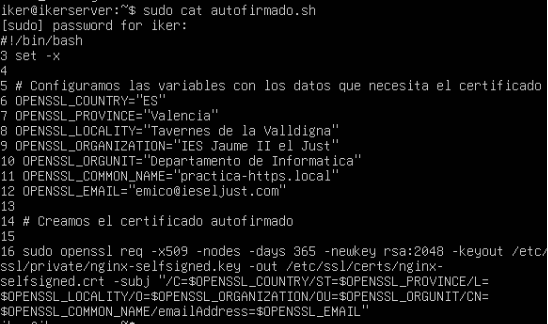 iker@ikerserver:~$ sudo cat autofirmado.sh
[sudo] password for iker:
#!/bin/bash
3 set -x
4
5 # Configuramos las variables con los datos que necesita el certificado
6 OPENSSL_COUNTRY="ES"
7 OPENSSL_PROVINCE="Valencia"
8 OPENSSL_LOCALITY="Tavernes de la Valldigna"
9 OPENSSL_ORGANIZATION="IES Jaume II el Just"
10 OPENSSL_ORGUNIT="Departamento de Informatica"
11 OPENSSL_COMMON_NAME="practica-https.local"
12 OPENSSL_EMAIL="emico@ieseljust.com"
13
14 # Creamos el certificado autofirmado
15
16 sudo openssl req -x509 -nodes -days 365 -newkey rsa:2048 -keyout /etc/
ssl/private/nginx-selfsigned.key -out /etc/ssl/certs/nginx-
selfsigned.crt -subj "/C=$OPENSSL_COUNTRY/ST=$OPENSSL_PROVINCE/L=
$OPENSSL_LOCALITY/O=$OPENSSL_ORGANIZATION/OU=$OPENSSL_ORGUNIT/CN=
$OPENSSL_COMMON_NAME/emailAddress=$OPENSSL_EMAIL"